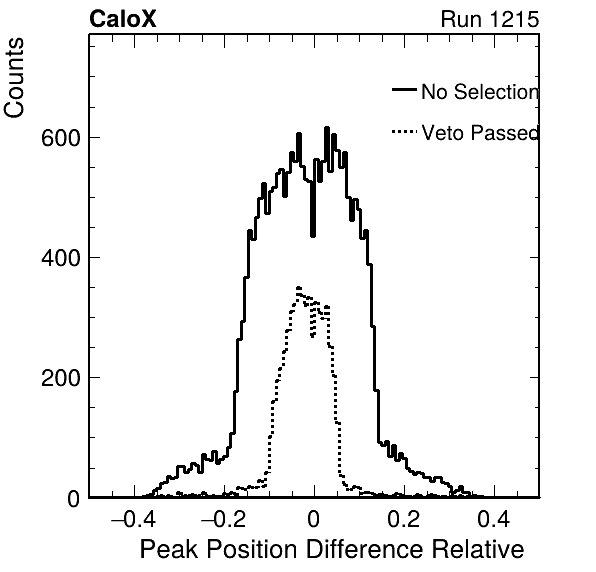 CaloX Run 1215
Counts
No Selection
Veto Passed
600
400
200
0
−0.4 −0.2 0 0.2 0.4
Peak Position Difference Relative